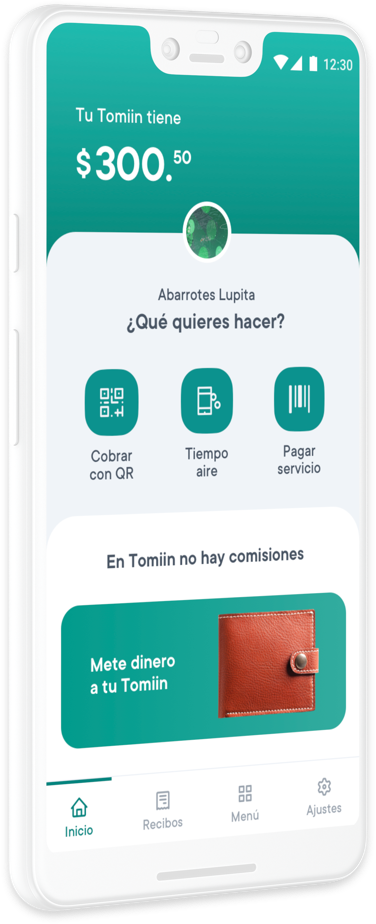 12:30
Tu Tomiin tiene
$300.50
Abarrotes Lupita
¿Qué quieres hacer?
Cobrar
con QR
Tiempo
aire
Pagar
servicio
En Tomiin no hay comisiones
Mete dinero
a tu Tomiin
Inicio
Recibos
Menú
Ajustes